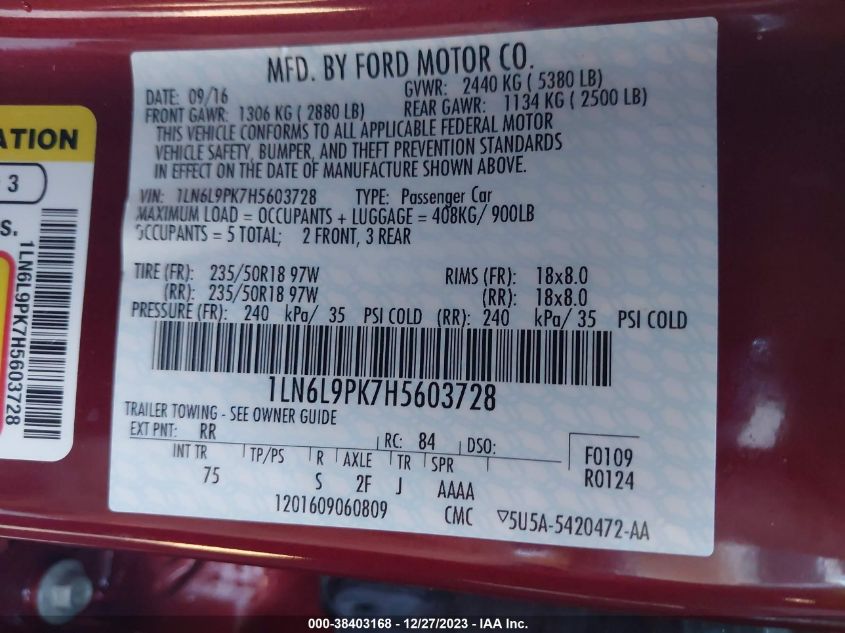 MFD. BY FORD MOTOR CO.
DATE: 09/16 GVWR: 2440 KG ( 5380 LB)
FRONT GAWR: 1306 KG ( 2880 LB) REAR GAWR: 1134 KG ( 2500 LB)
THIS VEHICLE CONFORMS TO ALL APPLICABLE FEDERAL MOTOR
VEHICLE SAFETY, BUMPER, AND THEFT PREVENTION STANDARDS
IN EFFECT ON THE DATE OF MANUFACTURE SHOWN ABOVE.
VIN: 1LN6L9PK7H5603728 TYPE: Passenger Car
MAXIMUM LOAD = OCCUPANTS + LUGGAGE = 408KG/ 900LB
OCCUPANTS = 5 TOTAL; 2 FRONT, 3 REAR
TIRE (FR): 235/50R18 97W RIMS (FR): 18x8.0
(RR): 235/50R18 97W (RR): 18x8.0
PRESSURE (FR): 240 kPa/ 35 PSI COLD (RR): 240 kPa/ 35 PSI COLD
1LN6L9PK7H5603728
TRAILER TOWING - SEE OWNER GUIDE
EXT PNT: RR RC: 84 DSO:
INT TR TP/PS R AXLE TR SPR
75 S 2F J AAAA
F0109
R0124
1201609060809 CMC ▽5U5A-5420472-AA
ATION
3
S.
1LN6L9PK7H5603728
000-38403168 - 12/27/2023 - IAA Inc.